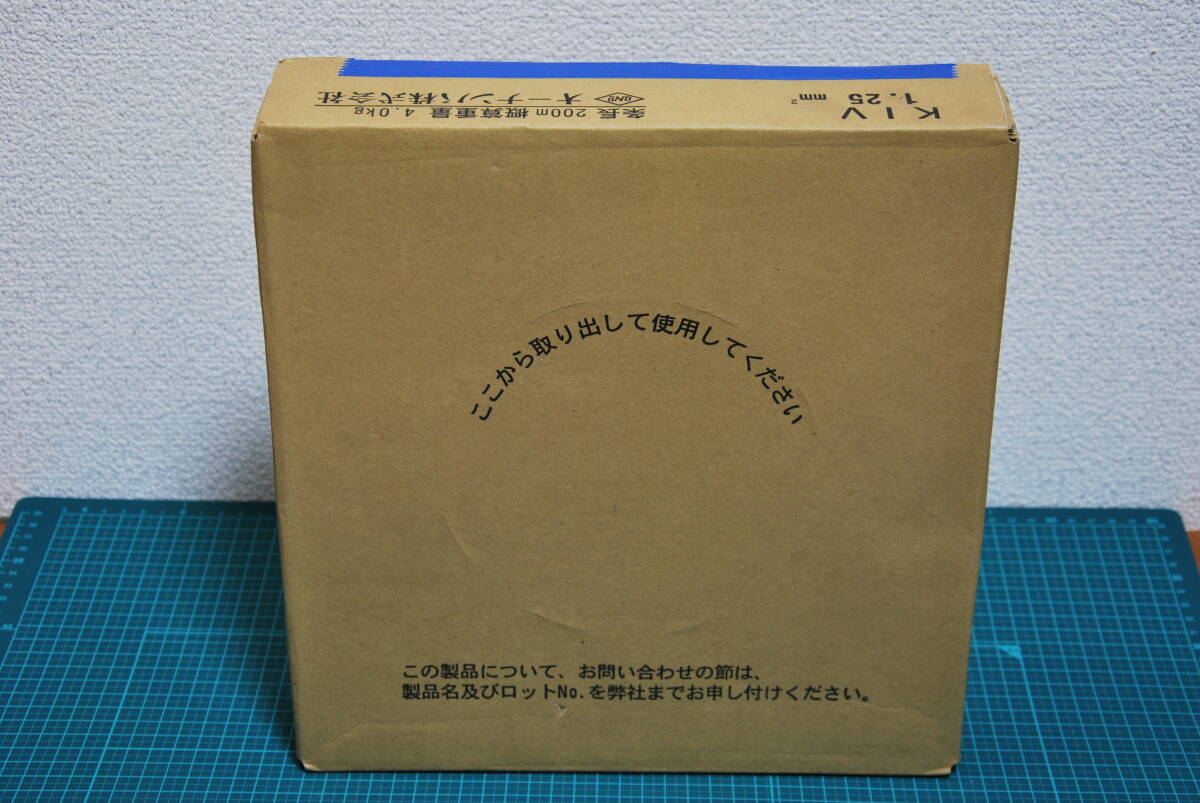 KIV
1.25 mm²
条長 200m 概算重量 4.0kg
ONO オーナンバ株式会社
ここから取り出して使用してください
この製品について、お問い合わせの節は、
製品名及びロットNo.を弊社までお申し付けください。